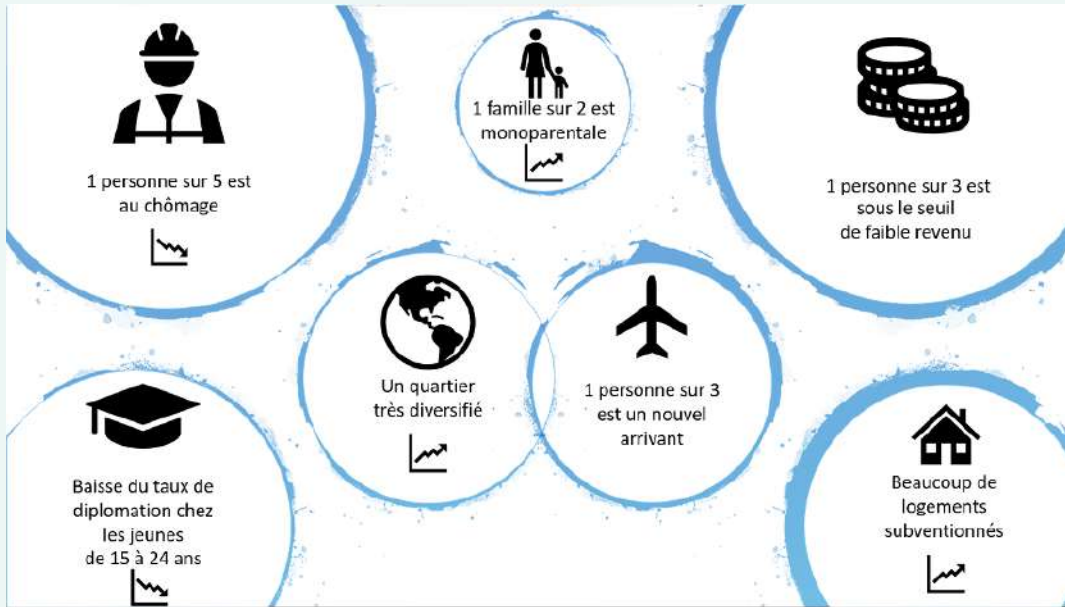 1 personne sur 5 est
au chômage
1 famille sur 2 est
monoparentale
1 personne sur 3 est
sous le seuil
de faible revenu
Un quartier
très diversifié
1 personne sur 3
est un nouvel
arrivant
Baisse du taux de
diplomation chez
les jeunes
de 15 à 24 ans
Beaucoup de
logements
subventionnés